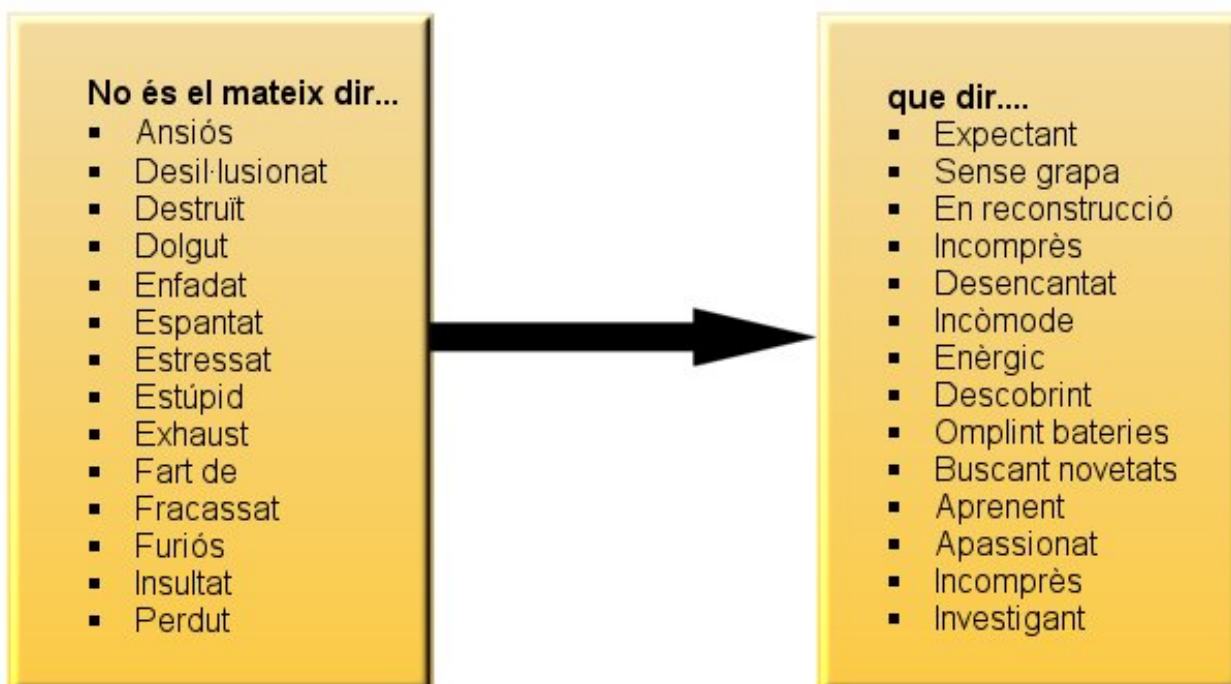 No és el mateix dir...
▪ Ansiós
▪ Desil·lusionat
▪ Destruït
▪ Dolgut
▪ Enfadat
▪ Espantat
▪ Estressat
▪ Estúpid
▪ Exhaust
▪ Fart de
▪ Fracassat
▪ Furiós
▪ Insultat
▪ Perdut
que dir....
▪ Expectant
▪ Sense grapa
▪ En reconstrucció
▪ Incomprès
▪ Desencantat
▪ Incòmode
▪ Enèrgic
▪ Descobrint
▪ Omplint bateries
▪ Buscant novetats
▪ Aprenent
▪ Apassionat
▪ Incomprès
▪ Investigant